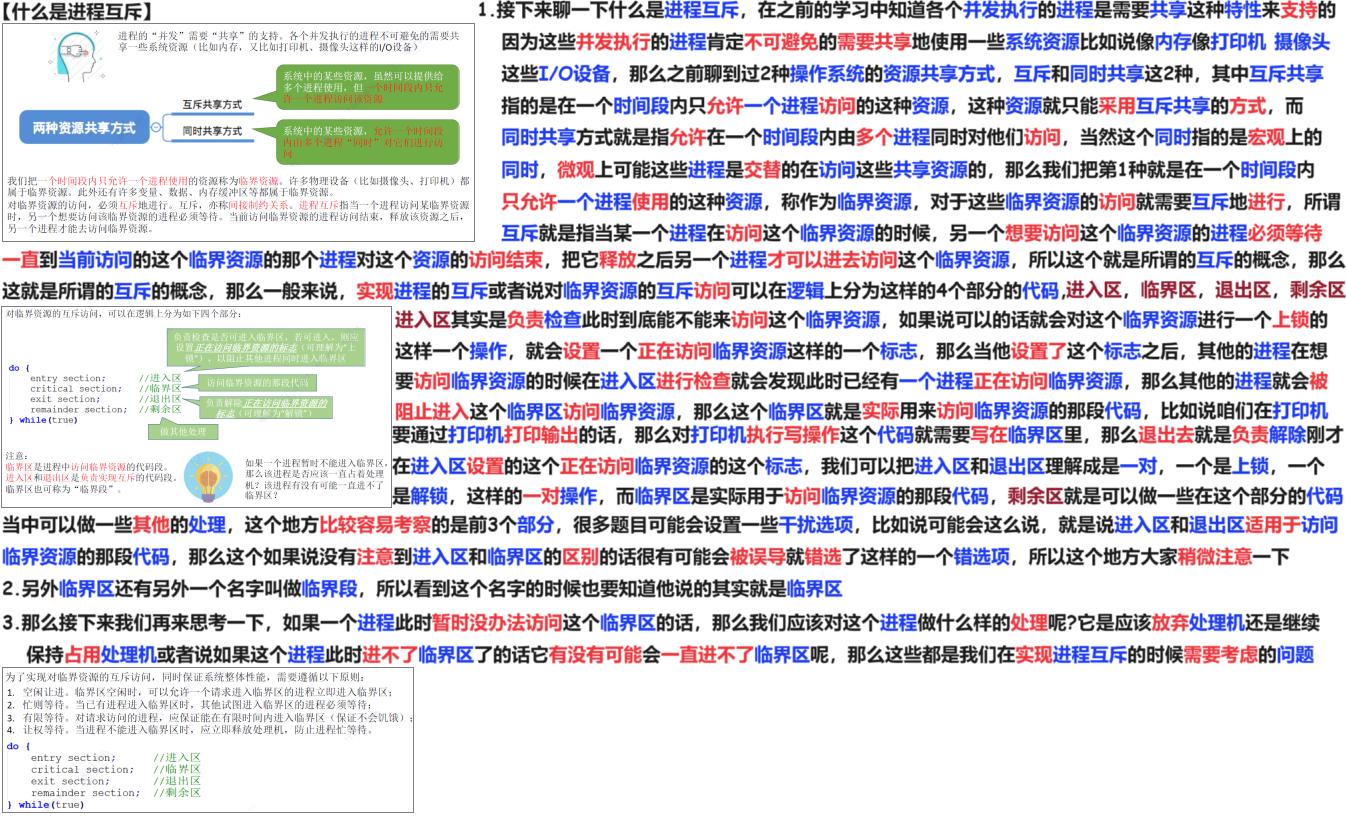 【什么是进程互斥】
进程的“并发”需要“共享”的支持。各个并发执行的进程不可避免的需要共
享一些系统资源（比如内存，又比如打印机、摄像头这样的I/O设备）
系统中的某些资源，虽然可以提供给
多个进程使用，但一个时间段内只允
许一个进程访问该资源
互斥共享方式
两种资源共享方式
同时共享方式
系统中的某些资源，允许一个时间段
内由多个进程“同时”对它们进行访
问
我们把一个时间段内只允许一个进程使用的资源称为临界资源。许多物理设备（比如摄像头、打印机）都
属于临界资源。此外还有许多变量、数据、内存缓冲区等都属于临界资源。
对临界资源的访问，必须互斥地进行。互斥，亦称间接制约关系。进程互斥指当一个进程访问某临界资源
时，另一个想要访问该临界资源的进程必须等待。当前访问临界资源的进程访问结束，释放该资源之后，
另一个进程才能去访问临界资源。
1.接下来聊一下什么是进程互斥，在之前的学习中知道各个并发执行的进程是需要共享这种特性来支持的
因为这些并发执行的进程肯定不可避免的需要共享地使用一些系统资源比如说像内存像打印机 摄像头
这些I/O设备，那么之前聊到过2种操作系统的资源共享方式，互斥和同时共享这2种，其中互斥共享
指的是在一个时间段内只允许一个进程访问的这种资源，这种资源就只能采用互斥共享的方式，而
同时共享方式就是指允许在一个时间段内由多个进程同时对他们访问，当然这个同时指的是宏观上的
同时，微观上可能这些进程是交替的在访问这些共享资源的，那么我们把第1种就是在一个时间段内
只允许一个进程使用的这种资源，称作为临界资源，对于这些临界资源的访问就需要互斥地进行，所谓
互斥就是指当某一个进程在访问这个临界资源的时候，另一个想要访问这个临界资源的进程必须等待
一直到当前访问的这个临界资源的那个进程对这个资源的访问结束，把它释放之后另一个进程才可以进去访问这个临界资源，所以这个就是所谓的互斥的概念，那么
这就是所谓的互斥的概念，那么一般来说，实现进程的互斥或者说对临界资源的互斥访问可以在逻辑上分为这样的4个部分的代码,进入区，临界区，退出区，剩余区
对临界资源的互斥访问，可以在逻辑上分为如下四个部分：
负责检查是否可进入临界区，若可进入，则应
设置正在访问临界资源的标志（可理解为“上
锁”），以阻止其他进程同时进入临界区
do {
entry section; //进入区
critical section; //临界区
exit section; //退出区
remainder section; //剩余区
} while(true)
访问临界资源的那段代码
负责解除正在访问临界资源的
标志（可理解为“解锁”）
做其他处理
注意：
临界区是进程中访问临界资源的代码段。
进入区和退出区是负责实现互斥的代码段。
临界区也可称为“临界段”。
如果一个进程暂时不能进入临界区，
那么该进程是否应该一直占着处理
机？该进程有没有可能一直进不了
临界区？
进入区其实是负责检查此时到底能不能来访问这个临界资源，如果说可以的话就会对这个临界资源进行一个上锁的
这样一个操作，就会设置一个正在访问临界资源这样的一个标志，那么当他设置了这个标志之后，其他的进程在想
要访问临界资源的时候在进入区进行检查就会发现此时已经有一个进程正在访问临界资源，那么其他的进程就会被
阻止进入这个临界区访问临界资源，那么这个临界区就是实际用来访问临界资源的那段代码，比如说咱们在打印机
要通过打印机打印输出的话，那么对打印机执行写操作这个代码就需要写在临界区里，那么退出去就是负责解除刚才
在进入区设置的这个正在访问临界资源的这个标志，我们可以把进入区和退出区理解成是一对，一个是上锁，一个
是解锁，这样的一对操作，而临界区是实际用于访问临界资源的那段代码，剩余区就是可以做一些在这个部分的代码
当中可以做一些其他的处理，这个地方比较容易考察的是前3个部分，很多题目可能会设置一些干扰选项，比如说可能会这么说，就是说进入区和退出区适用于访问
临界资源的那段代码，那么这个如果说没有注意到进入区和临界区的区别的话很有可能会被误导就错选了这样的一个错选项，所以这个地方大家稍微注意一下
2.另外临界区还有另外一个名字叫做临界段，所以看到这个名字的时候也要知道他说的其实就是临界区
3.那么接下来我们再来思考一下，如果一个进程此时暂时没办法访问这个临界区的话，那么我们应该对这个进程做什么样的处理呢?它是应该放弃处理机还是继续
保持占用处理机或者说如果这个进程此时进不了临界区了的话它有没有可能会一直进不了临界区呢，那么这些都是我们在实现进程互斥的时候需要考虑的问题
为了实现对临界资源的互斥访问，同时保证系统整体性能，需要遵循以下原则：
1. 空闲让进。临界区空闲时，可以允许一个请求进入临界区的进程立即进入临界区；
2. 忙则等待。当已有进程进入临界区时，其他试图进入临界区的进程必须等待；
3. 有限等待。对请求访问的进程，应保证能在有限时间内进入临界区（保证不会饥饿）；
4. 让权等待。当进程不能进入临界区时，应立即释放处理机，防止进程忙等待。
do {
entry section; //进入区
critical section; //临界区
exit section; //退出区
remainder section; //剩余区
} while(true)